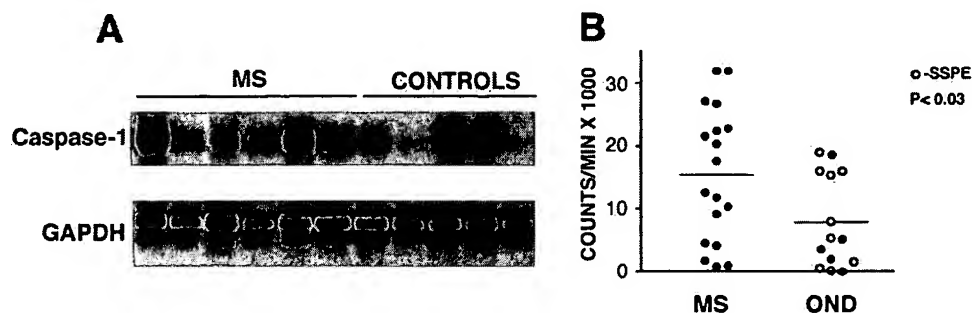 A
MS CONTROLS
Caspase-1
GAPDH
B
COUNTS/MIN X 1000
30
20
10
0
MS OND
o-SSPE
P< 0.03